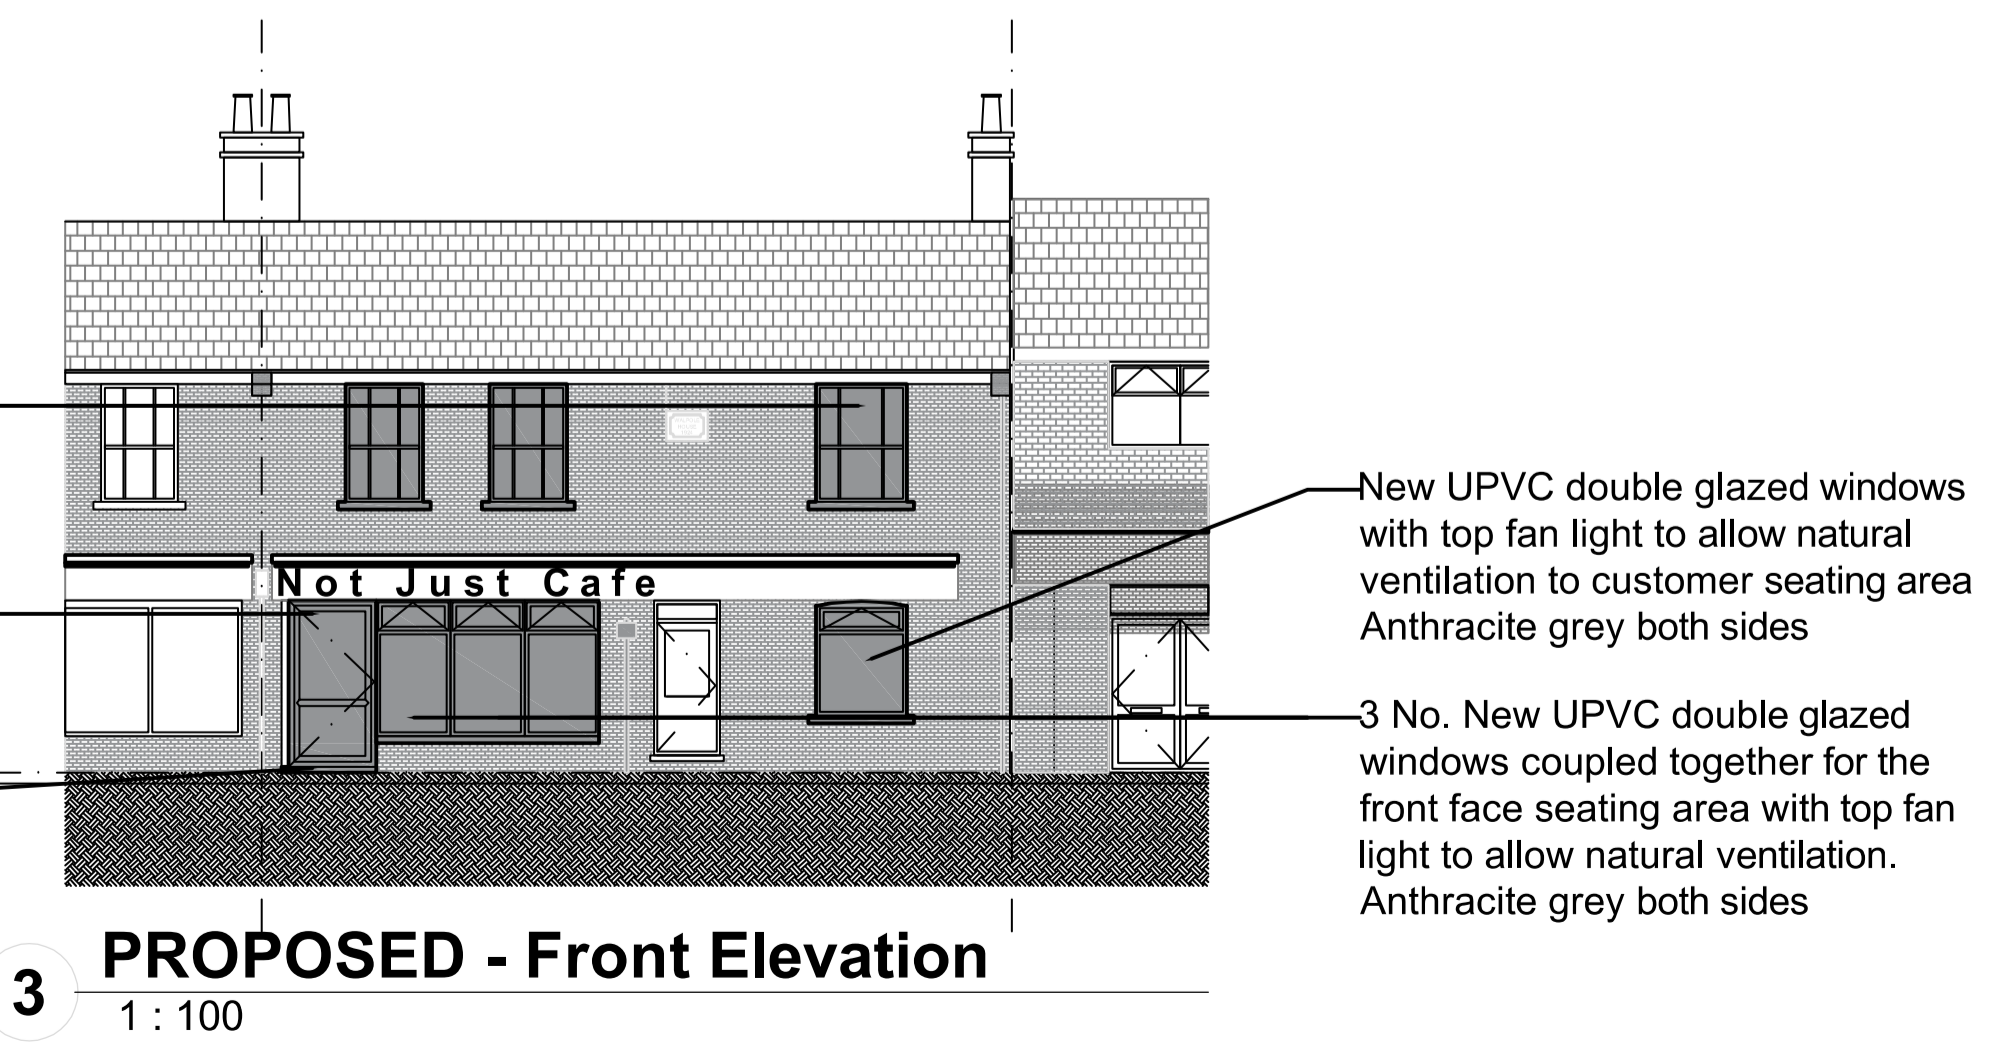 Not Just Cafe
New UPVC double glazed windows
with top fan light to allow natural
ventilation to customer seating area
Anthracite grey both sides
3 No. New UPVC double glazed
windows coupled together for the
front face seating area with top fan
light to allow natural ventilation.
Anthracite grey both sides
3
PROPOSED - Front Elevation
1 : 100